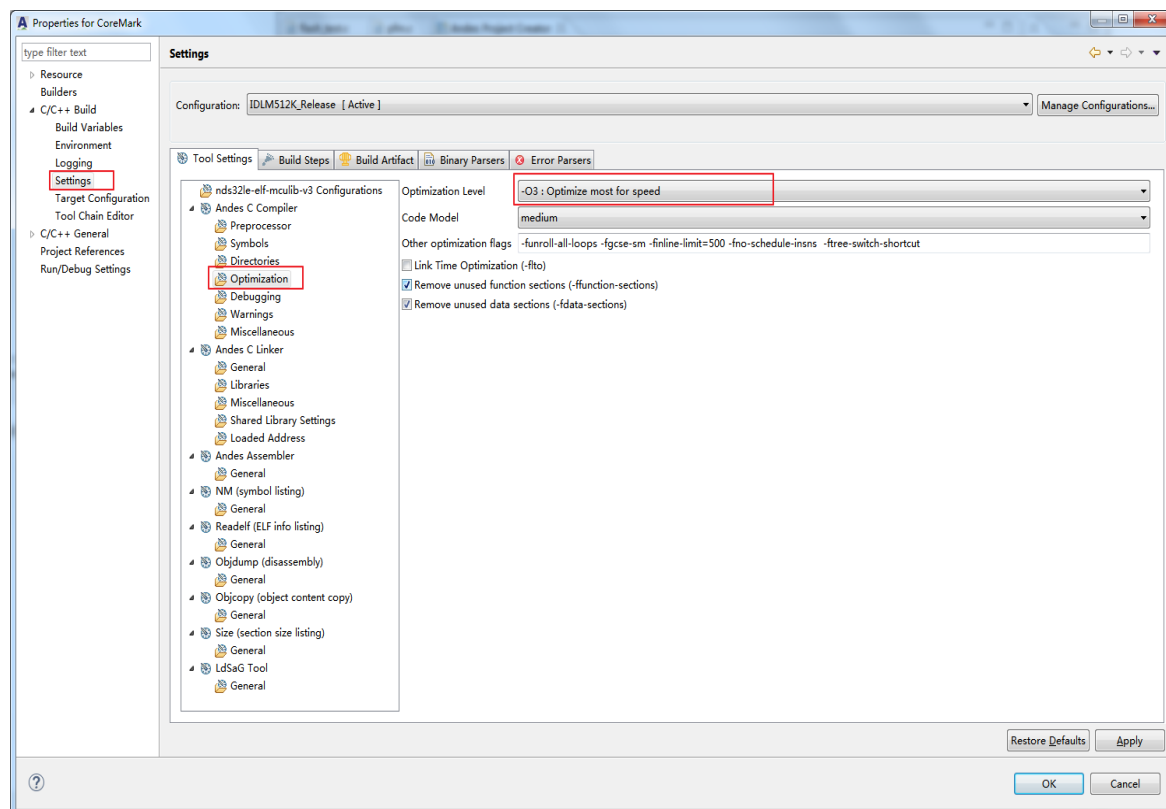 Properties for CoreMark
type filter text
Resource
Builders
C/C++ Build
Build Variables
Environment
Logging
Settings
Target Configuration
Tool Chain Editor
C/C++ General
Project References
Run/Debug Settings
Settings
Configuration: IDLM512K_Release [ Active ] Manage Configurations...
Tool Settings Build Steps Build Artifact Binary Parsers Error Parsers
nds32le-elf-mculib-v3 Configurations
Andes C Compiler
Preprocessor
Symbols
Directories
Optimization
Debugging
Warnings
Miscellaneous
Andes C Linker
General
Libraries
Miscellaneous
Shared Library Settings
Loaded Address
Andes Assembler
General
NM (symbol listing)
General
Readelf (ELF info listing)
General
Objdump (disassembly)
General
Objcopy (object content copy)
General
Size (section size listing)
General
LdSaG Tool
General
Optimization Level -O3 : Optimize most for speed
Code Model medium
Other optimization flags -funroll-all-loops -fgcse-sm -finline-limit=500 -fno-schedule-insns -ftree-switch-shortcut
Link Time Optimization (-flto)
Remove unused function sections (-ffunction-sections)
Remove unused data sections (-fdata-sections)
Restore Defaults Apply
OK Cancel